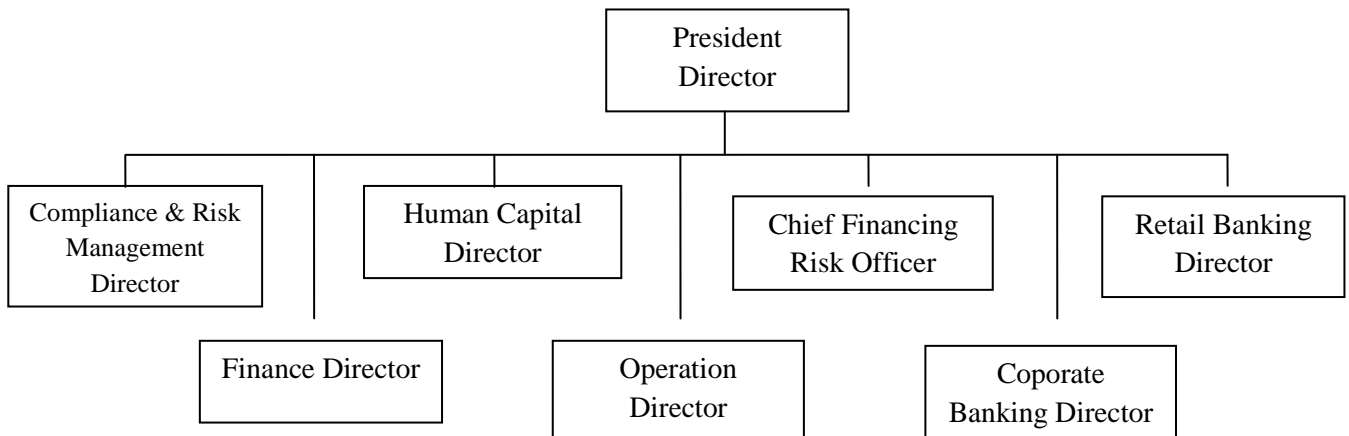 President
Director
Compliance & Risk
Management
Director
Human Capital
Director
Chief Financing
Risk Officer
Retail Banking
Director
Finance Director
Operation
Director
Coporate
Banking Director